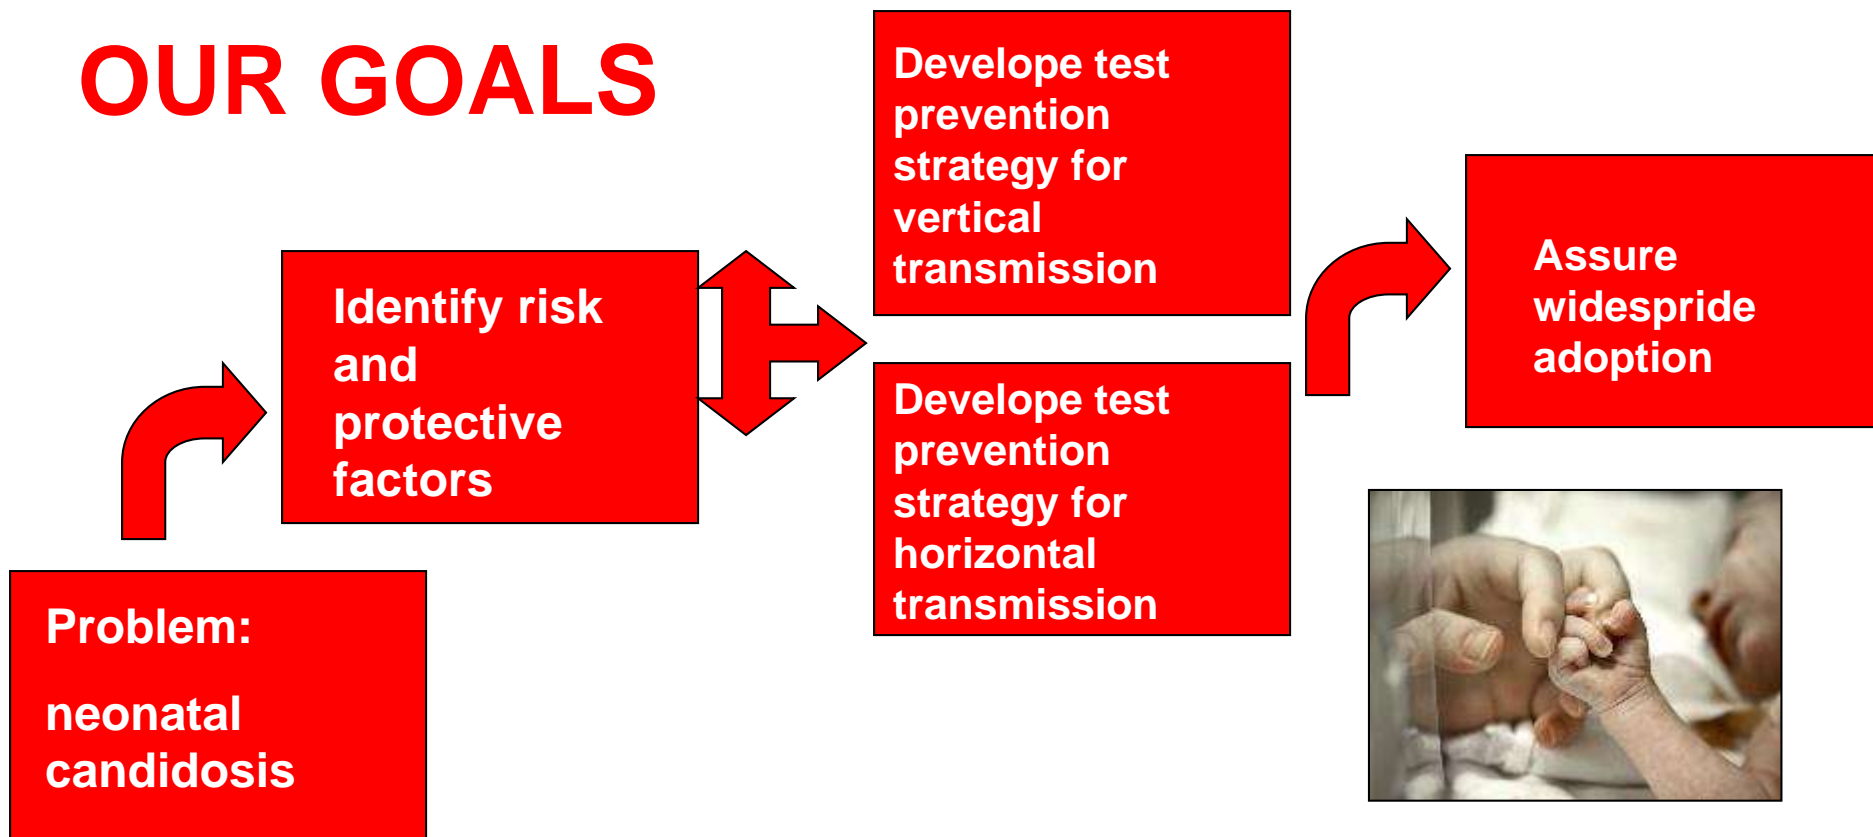 OUR GOALS
Problem:
neonatal
candidosis
Identify risk
and
protective
factors
Develope test
prevention
strategy for
vertical
transmission
Develope test
prevention
strategy for
horizontal
transmission
Assure
widespride
adoption